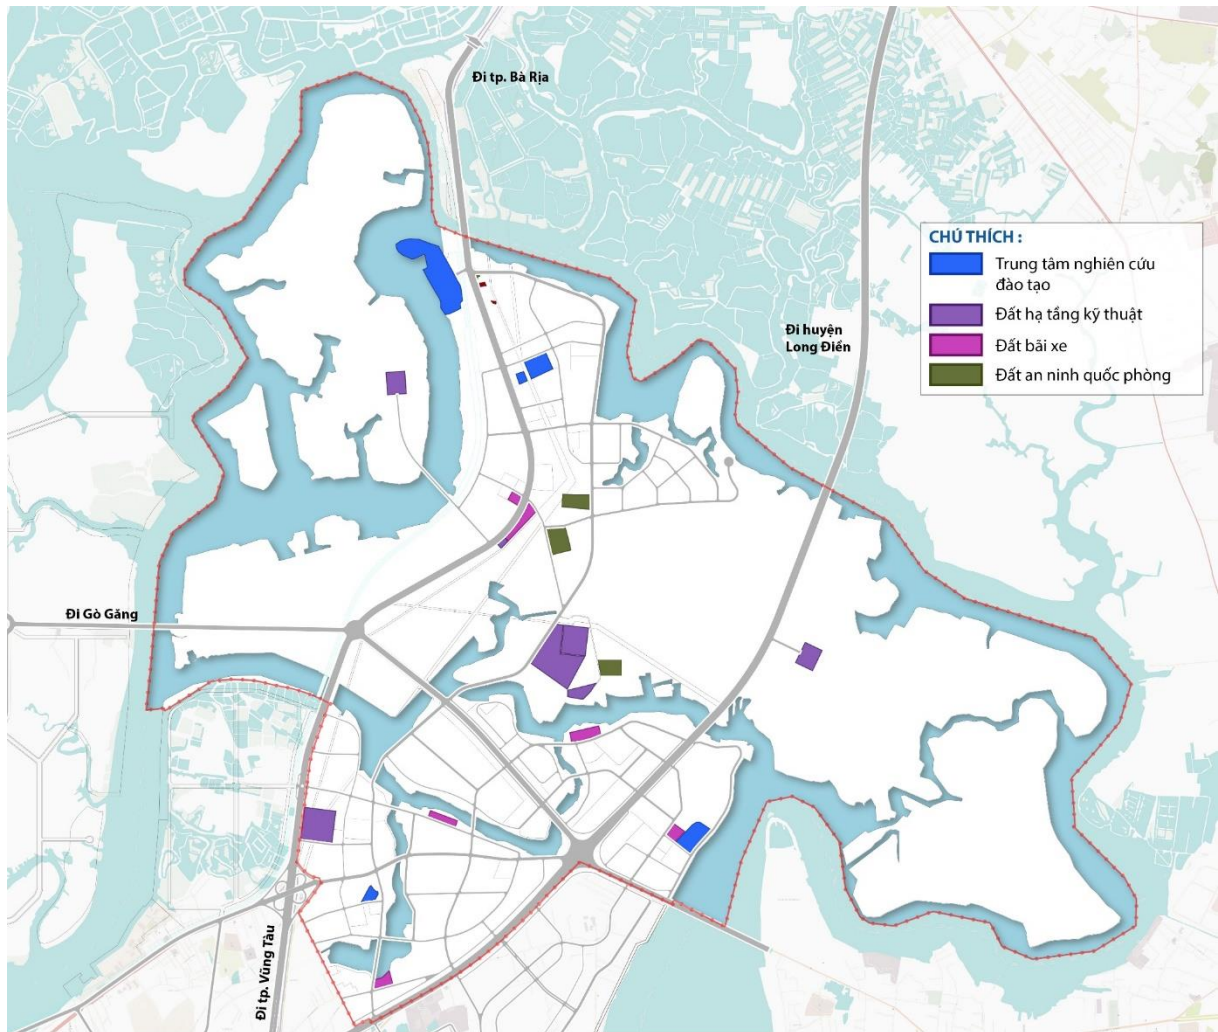 Đi tp. Bà Rịa
CHÚ THÍCH :
Trung tâm nghiên cứu
đào tạo
Đất hạ tầng kỹ thuật
Đất bãi xe
Đất an ninh quốc phòng
Đi huyện
Long Điền
Đi Gò Găng
Đi tp. Vũng Tàu